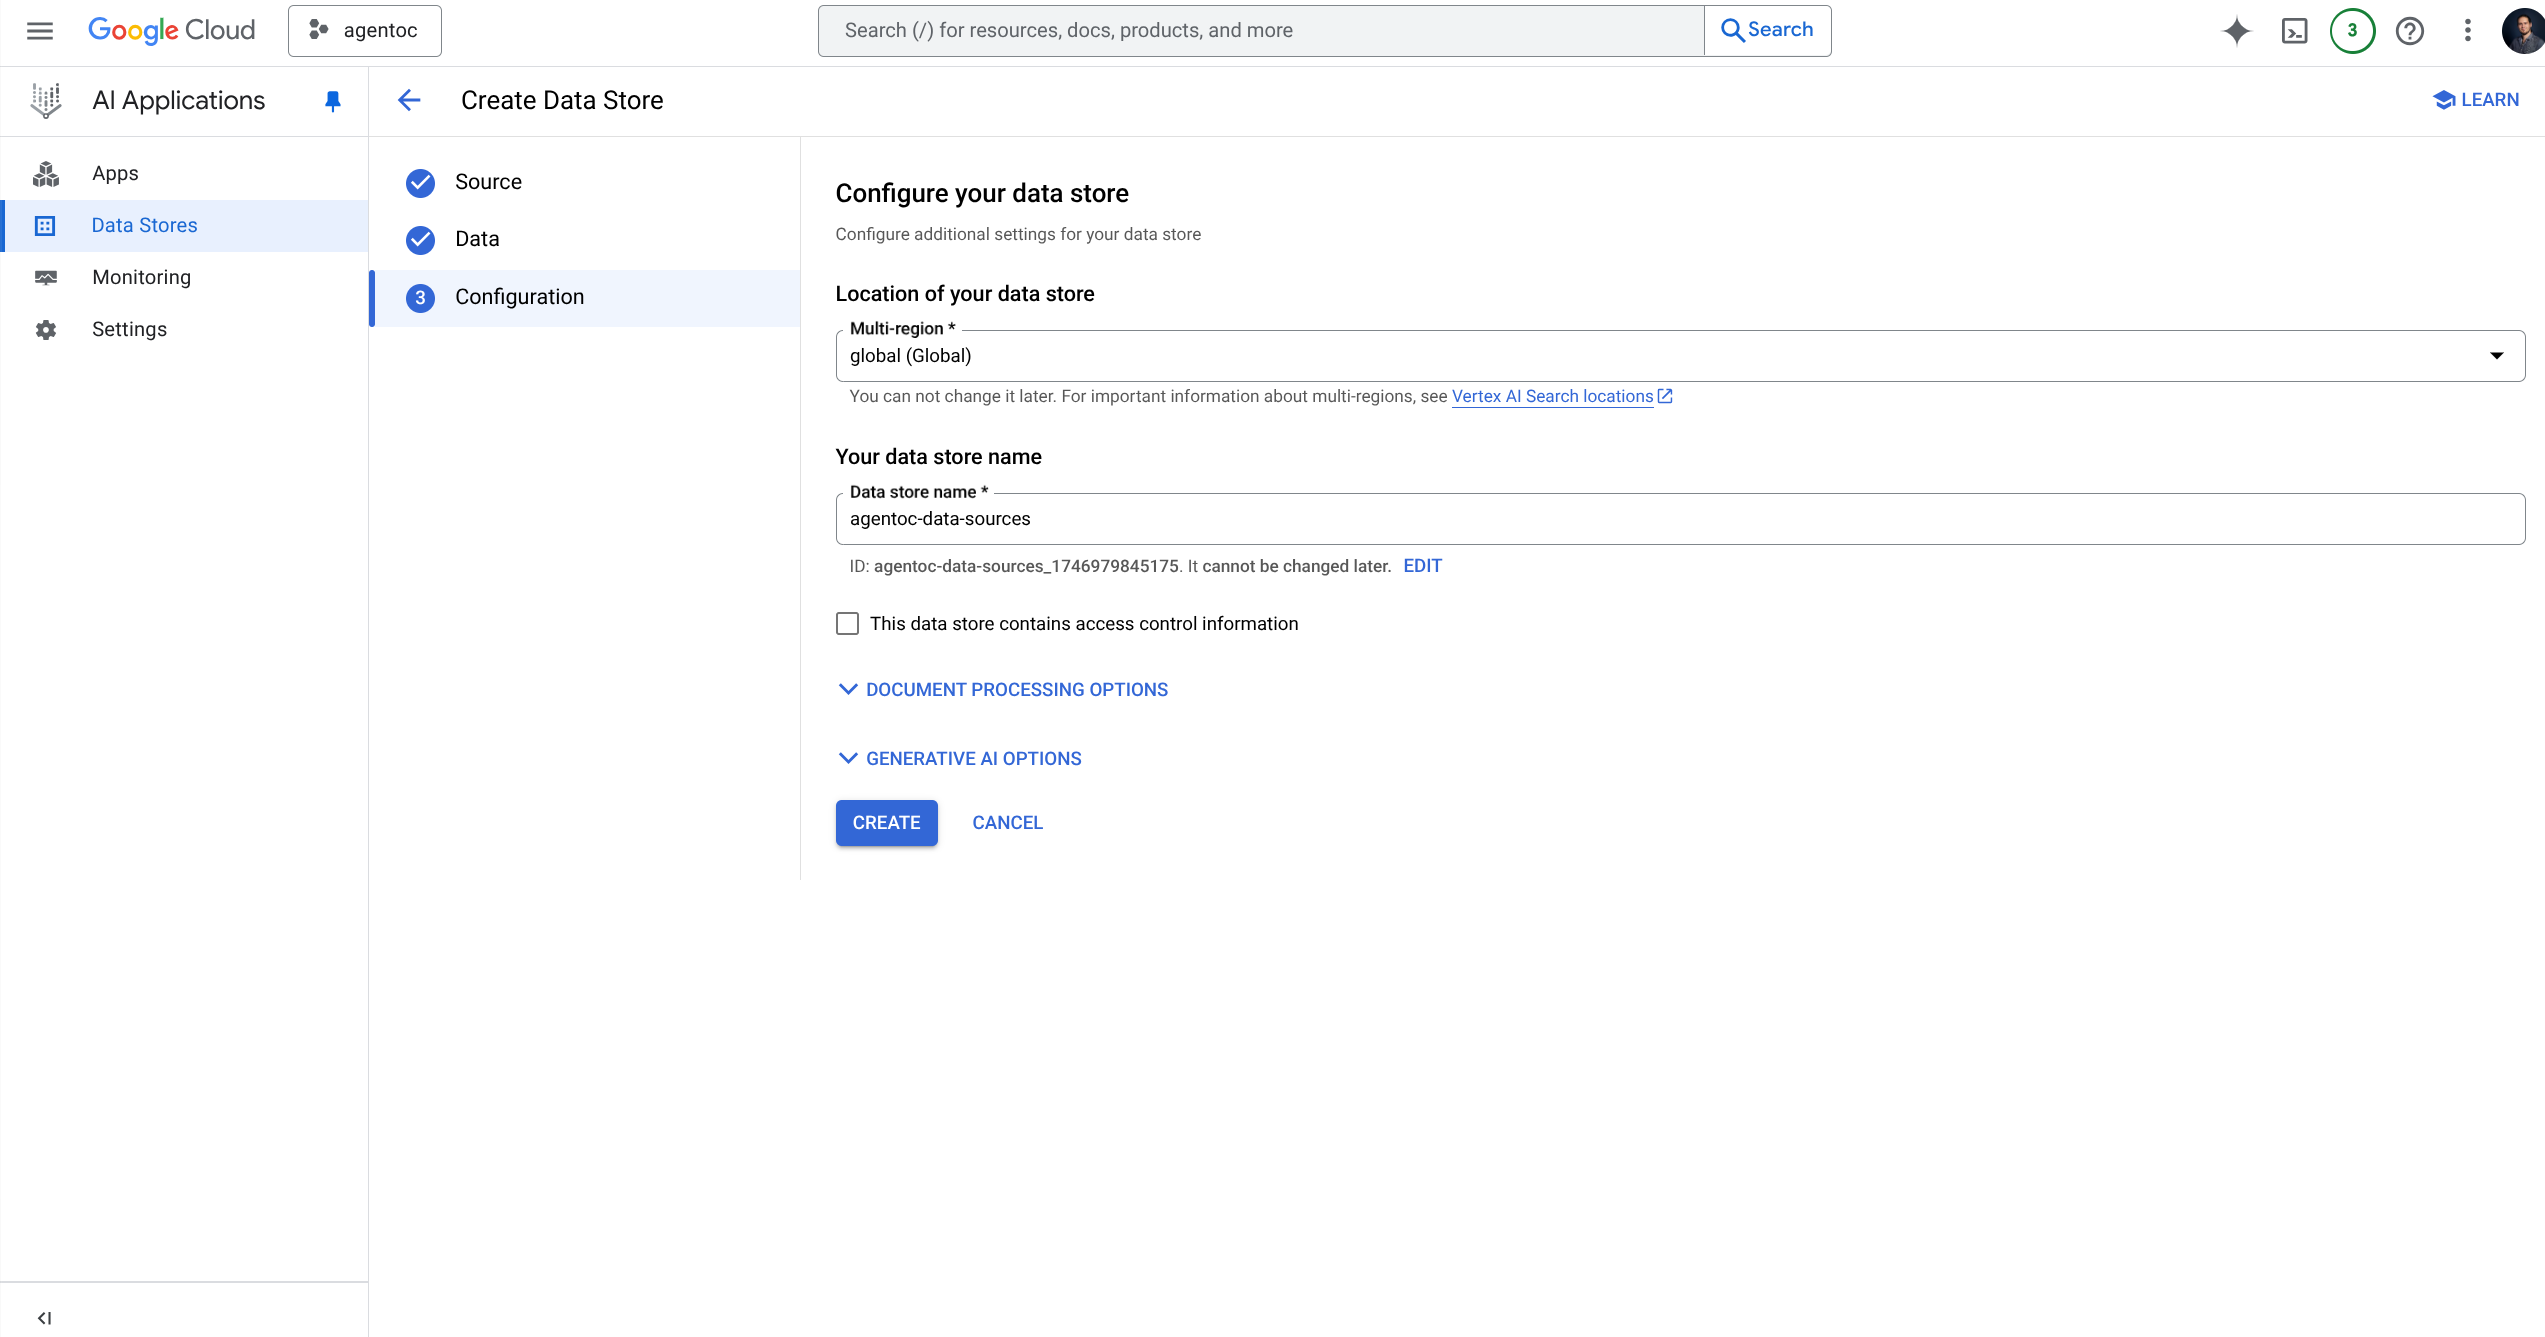 Google Cloud
agentoc
Search (/) for resources, docs, products, and more
Search
3
AI Applications
Create Data Store
LEARN
Apps
Data Stores
Monitoring
Settings
Source
Data
3 Configuration
Configure your data store
Configure additional settings for your data store
Location of your data store
Multi-region *
global (Global)
You can not change it later. For important information about multi-regions, see Vertex AI Search locations
Your data store name
Data store name *
agentoc-data-sources
ID: agentoc-data-sources_1746979845175. It cannot be changed later. EDIT
This data store contains access control information
DOCUMENT PROCESSING OPTIONS
GENERATIVE AI OPTIONS
CREATE CANCEL